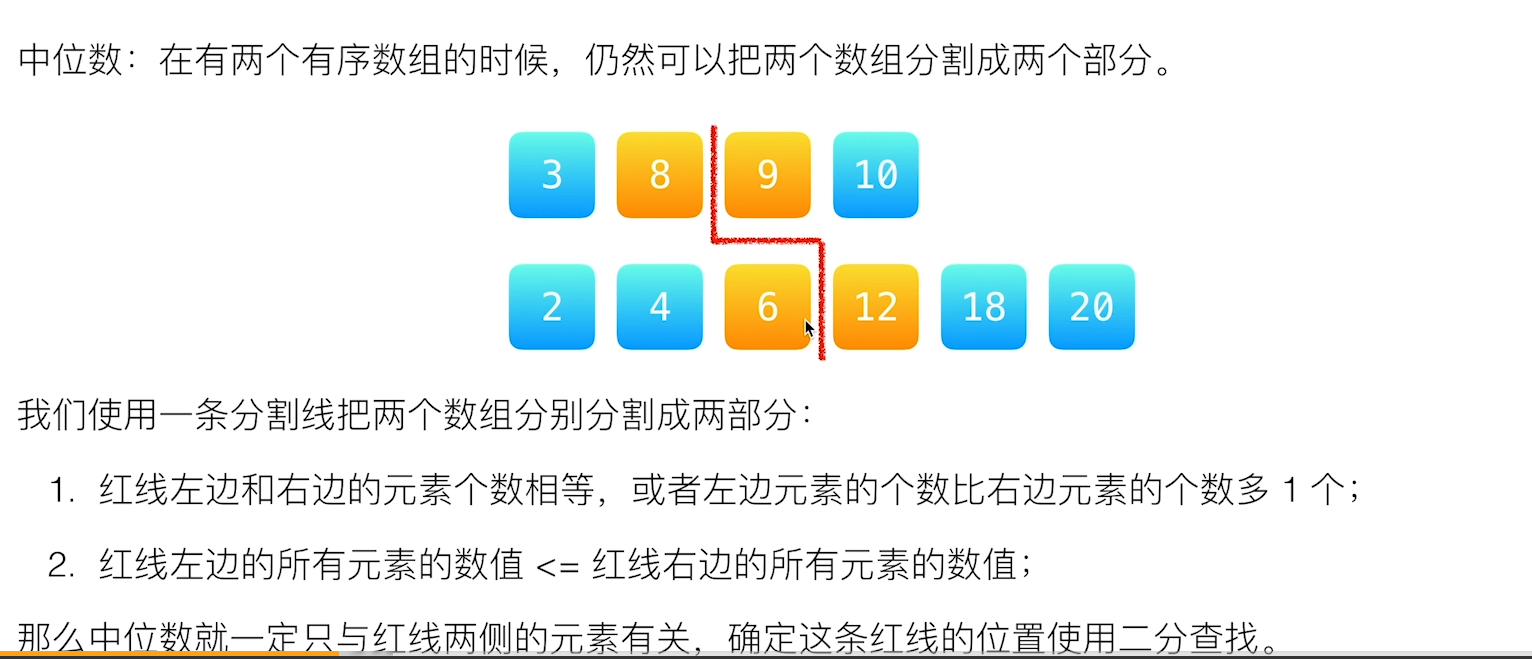 中位数：在有两个有序数组的时候，仍然可以把两个数组分割成两个部分。
3 8 9 10
2 4 6 12 18 20
我们使用一条分割线把两个数组分别分割成两部分：
1. 红线左边和右边的元素个数相等，或者左边元素的个数比右边元素的个数多 1 个；
2. 红线左边的所有元素的数值 <= 红线右边的所有元素的数值；
那么中位数就一定只与红线两侧的元素有关，确定这条红线的位置使用二分查找。